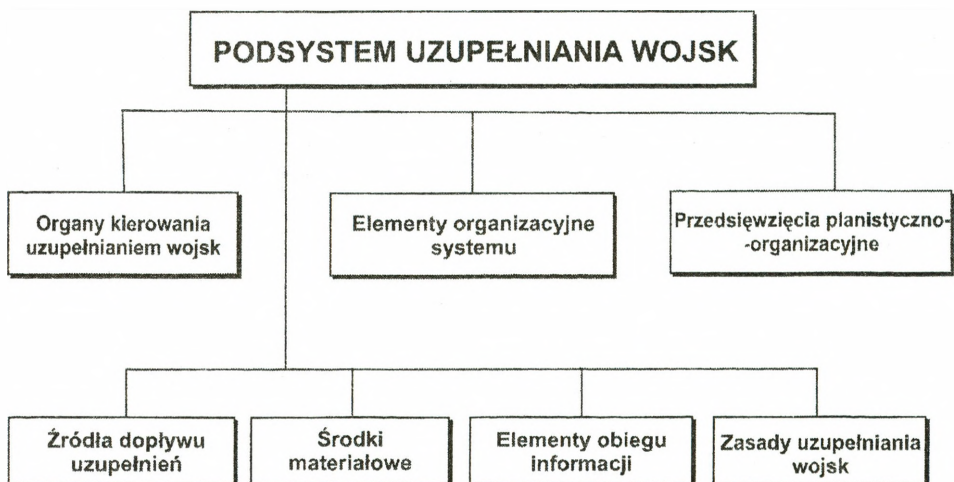 PODSYSTEM UZUPEŁNIANIA WOJSK
Organy kierowania
uzupełnianiem wojsk
Elementy organizacyjne
systemu
Przedsięwzięcia planistyczno-
-organizacyjne
Źródła dopływu
uzupełnień
Środki
materiałowe
Elementy obiegu
informacji
Zasady uzupełniania
wojsk